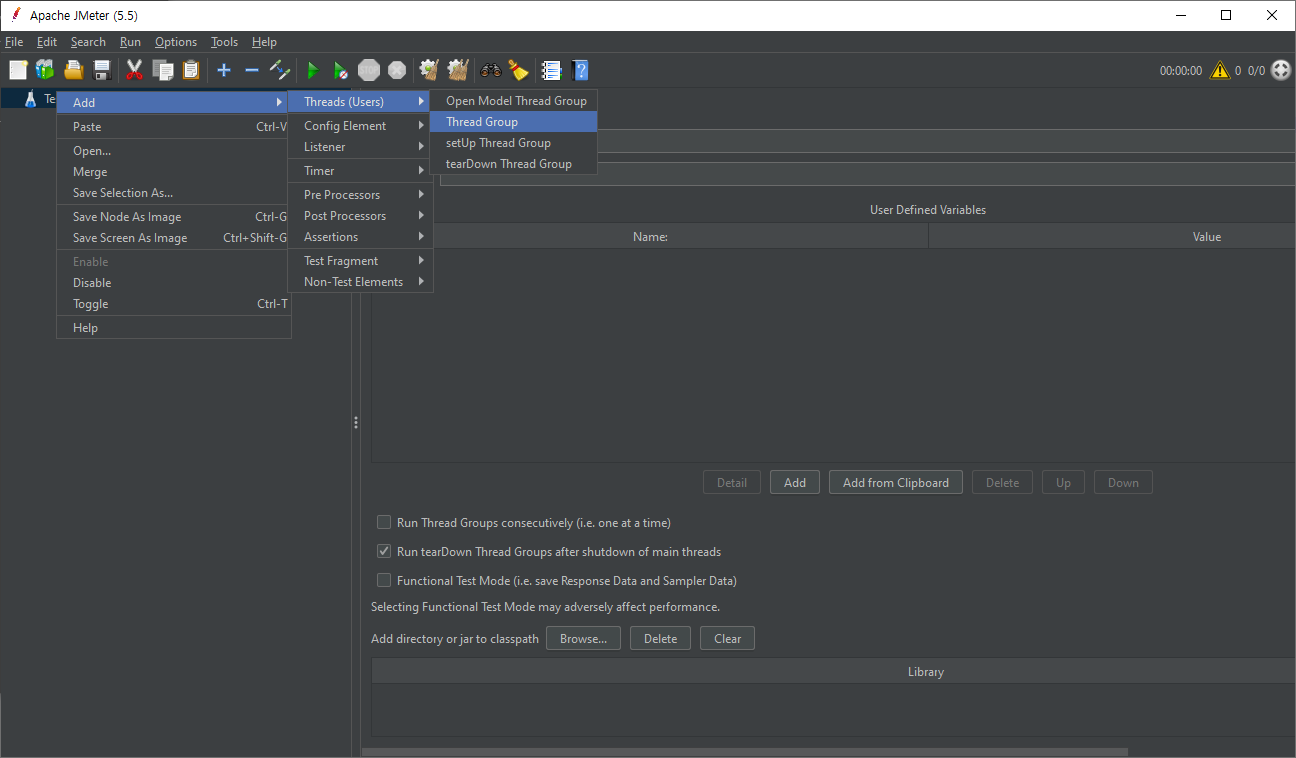 Apache JMeter (5.5)
File Edit Search Run Options Tools Help
STOP 00:00:00 0 0/0
Te
Add
Paste Ctrl-V
Open...
Merge
Save Selection As...
Save Node As Image Ctrl-G
Save Screen As Image Ctrl+Shift-G
Enable
Disable
Toggle Ctrl-T
Help
Threads (Users)
Config Element
Listener
Timer
Pre Processors
Post Processors
Assertions
Test Fragment
Non-Test Elements
Open Model Thread Group
Thread Group
setUp Thread Group
tearDown Thread Group
User Defined Variables
Name: Value
Detail Add Add from Clipboard Delete Up Down
Run Thread Groups consecutively (i.e. one at a time)
Run tearDown Thread Groups after shutdown of main threads
Functional Test Mode (i.e. save Response Data and Sampler Data)
Selecting Functional Test Mode may adversely affect performance.
Add directory or jar to classpath Browse... Delete Clear
Library